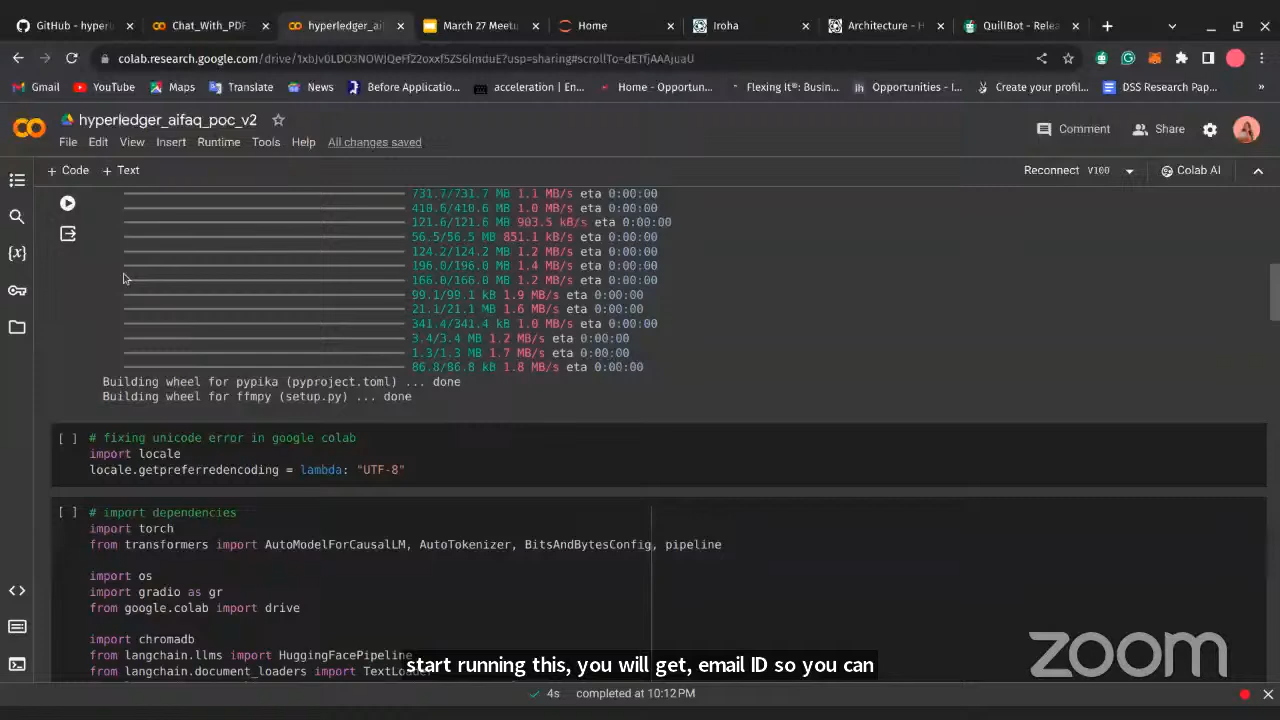 GitHub - hyperl
Chat_With_PDF
hyperledger_ai
March 27 Meetu
Home
Iroha
Architecture - H
QuillBot - Relea
colab.research.google.com/drive/1xbJv0LDO3NOWJQeFf22oxxf5ZS6lmduE?usp=sharing#scrollTo=dETfjAAAjuaU
Gmail
YouTube
Maps
Translate
News
Before Applicatio...
acceleration | En...
Home - Opportun...
Flexing It®: Busin...
Opportunities - I...
Create your profil...
DSS Research Pap...
»
hyperledger_aifaq_poc_v2
Comment
Share
File Edit View Insert Runtime Tools Help All changes saved
+ Code + Text
Reconnect V100
Colab AI
731.7/731.7 MB 1.1 MB/s eta 0:00:00
410.6/410.6 MB 1.0 MB/s eta 0:00:00
121.6/121.6 MB 903.5 kB/s eta 0:00:00
56.5/56.5 MB 851.1 kB/s eta 0:00:00
124.2/124.2 MB 1.2 MB/s eta 0:00:00
196.0/196.0 MB 1.4 MB/s eta 0:00:00
166.0/166.0 MB 1.2 MB/s eta 0:00:00
99.1/99.1 kB 1.9 MB/s eta 0:00:00
21.1/21.1 MB 1.6 MB/s eta 0:00:00
341.4/341.4 kB 1.0 MB/s eta 0:00:00
3.4/3.4 MB 1.2 MB/s eta 0:00:00
1.3/1.3 MB 1.7 MB/s eta 0:00:00
86.8/86.8 kB 1.8 MB/s eta 0:00:00
Building wheel for pypika (pyproject.toml) ... done
Building wheel for ffmpy (setup.py) ... done
[ ] # fixing unicode error in google colab
import locale
locale.getpreferredencoding = lambda: "UTF-8"
[ ] # import dependencies
import torch
from transformers import AutoModelForCausalLM, AutoTokenizer, BitsAndBytesConfig, pipeline
import os
import gradio as gr
from google.colab import drive
import chromadb
from langchain.llms import HuggingFacePipeline
from langchain.document_loaders import TextLoader
start running this, you will get, email ID so you can
zoom
4s completed at 10:12 PM